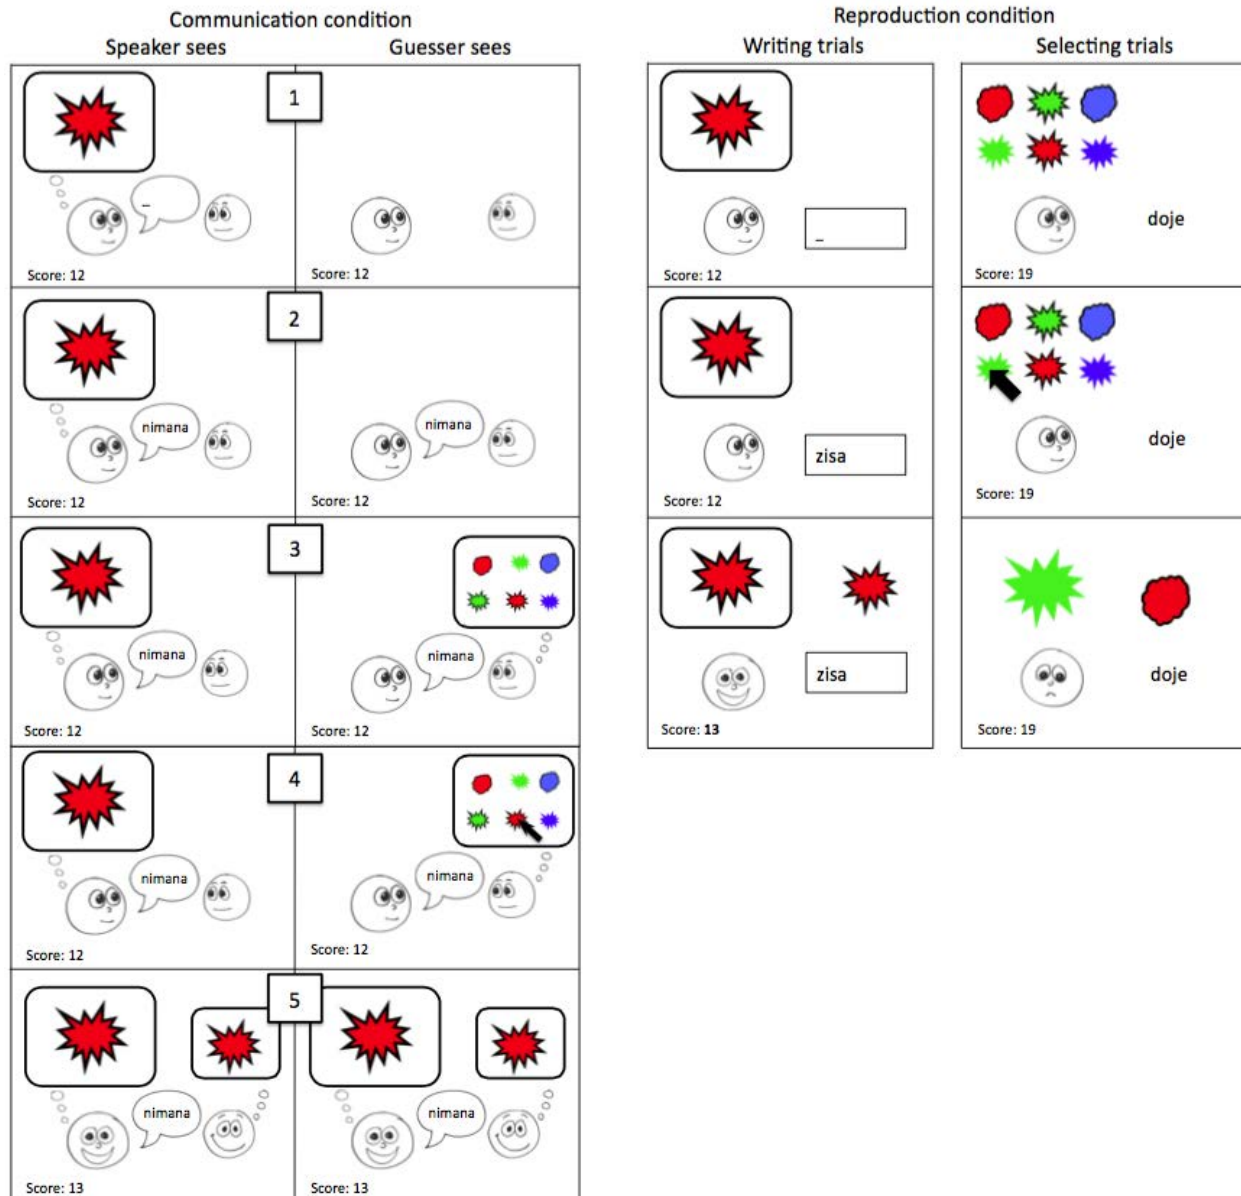 Communication condition
Speaker sees
Guesser sees
1
_
Score: 12
Score: 12
2
nimana
nimana
Score: 12
Score: 12
3
nimana
nimana
Score: 12
Score: 12
4
nimana
nimana
Score: 12
Score: 12
5
nimana
nimana
Score: 13
Score: 13
Reproduction condition
Writing trials
Selecting trials
_
doje
Score: 12
Score: 19
zisa
doje
Score: 12
Score: 19
zisa
doje
Score: 13
Score: 19